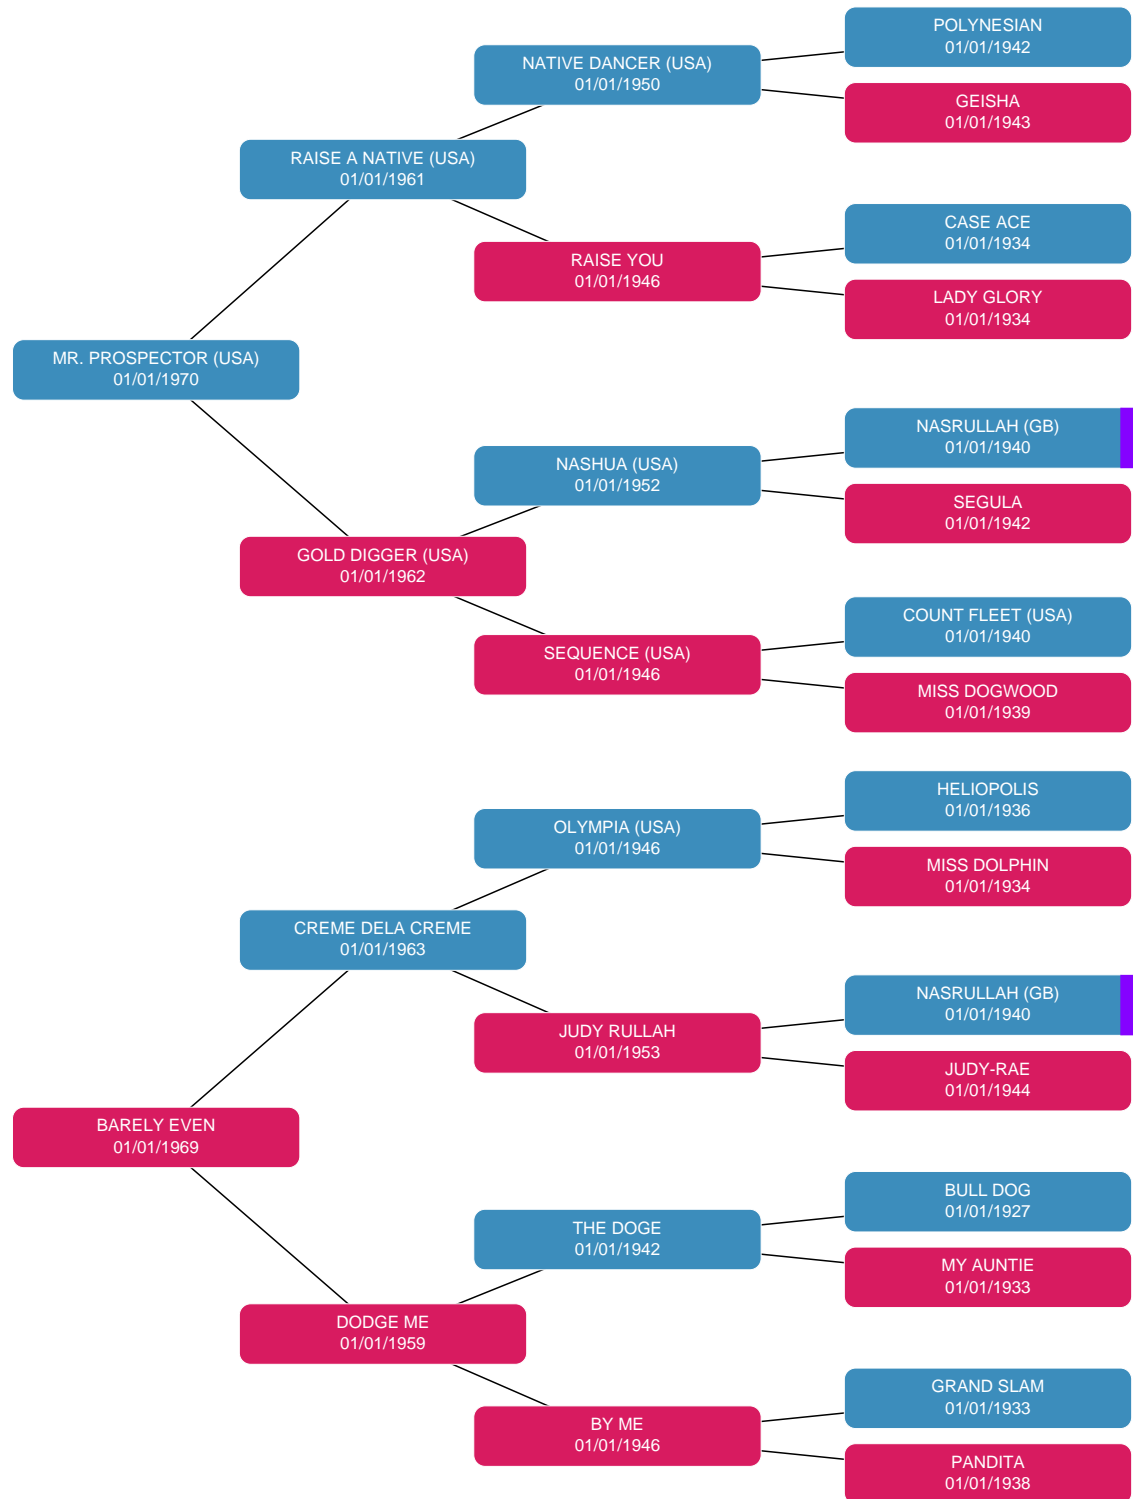 POLYNESIAN
01/01/1942
NATIVE DANCER (USA)
01/01/1950
GEISHA
01/01/1943
RAISE A NATIVE (USA)
01/01/1961
CASE ACE
01/01/1934
RAISE YOU
01/01/1946
LADY GLORY
01/01/1934
MR. PROSPECTOR (USA)
01/01/1970
NASRULLAH (GB)
01/01/1940
NASHUA (USA)
01/01/1952
SEGULA
01/01/1942
GOLD DIGGER (USA)
01/01/1962
COUNT FLEET (USA)
01/01/1940
SEQUENCE (USA)
01/01/1946
MISS DOGWOOD
01/01/1939
HELIOPOLIS
01/01/1936
OLYMPIA (USA)
01/01/1946
MISS DOLPHIN
01/01/1934
CREME DELA CREME
01/01/1963
NASRULLAH (GB)
01/01/1940
JUDY RULLAH
01/01/1953
JUDY-RAE
01/01/1944
BARELY EVEN
01/01/1969
BULL DOG
01/01/1927
THE DOGE
01/01/1942
MY AUNTIE
01/01/1933
DODGE ME
01/01/1959
GRAND SLAM
01/01/1933
BY ME
01/01/1946
PANDITA
01/01/1938